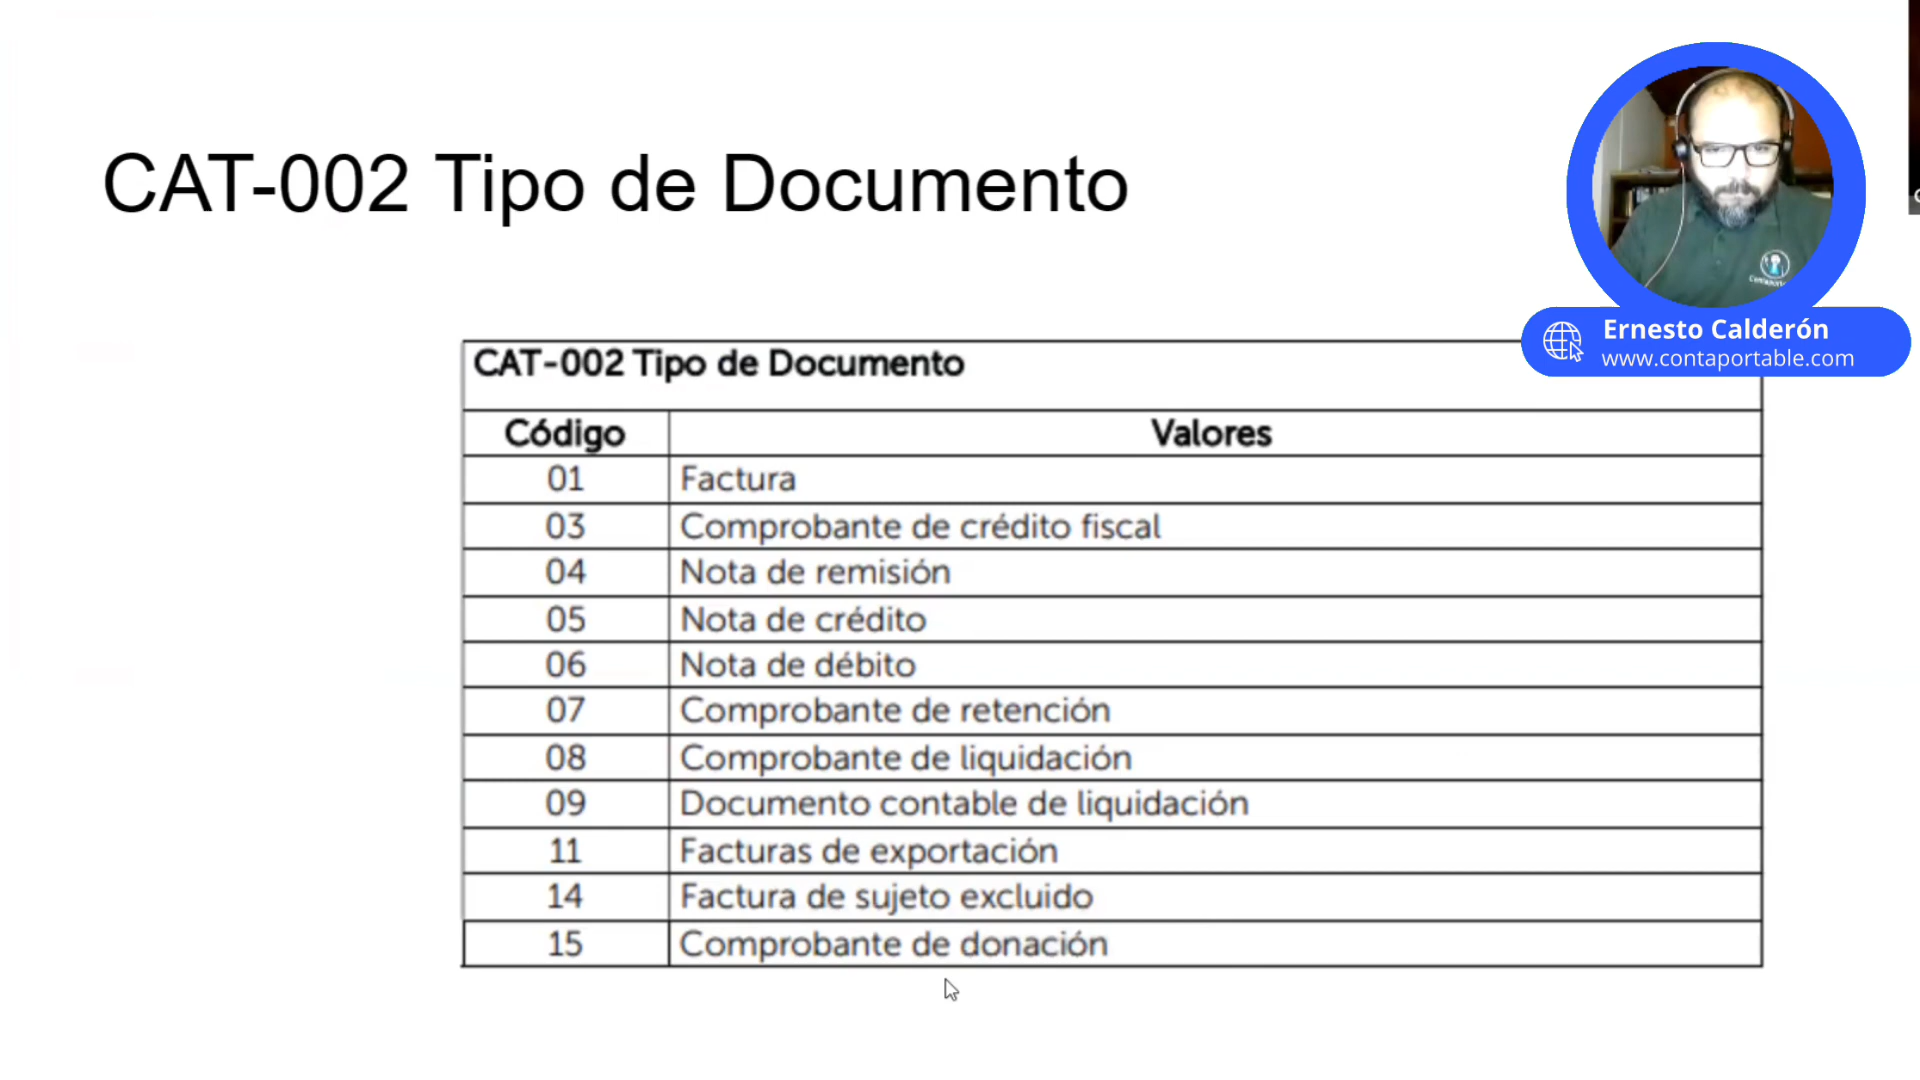 CAT-002 Tipo de Documento
Ernesto Calderón
www.contaportable.com
CAT-002 Tipo de Documento
Código Valores
01 Factura
03 Comprobante de crédito fiscal
04 Nota de remisión
05 Nota de crédito
06 Nota de débito
07 Comprobante de retención
08 Comprobante de liquidación
09 Documento contable de liquidación
11 Facturas de exportación
14 Factura de sujeto excluido
15 Comprobante de donación